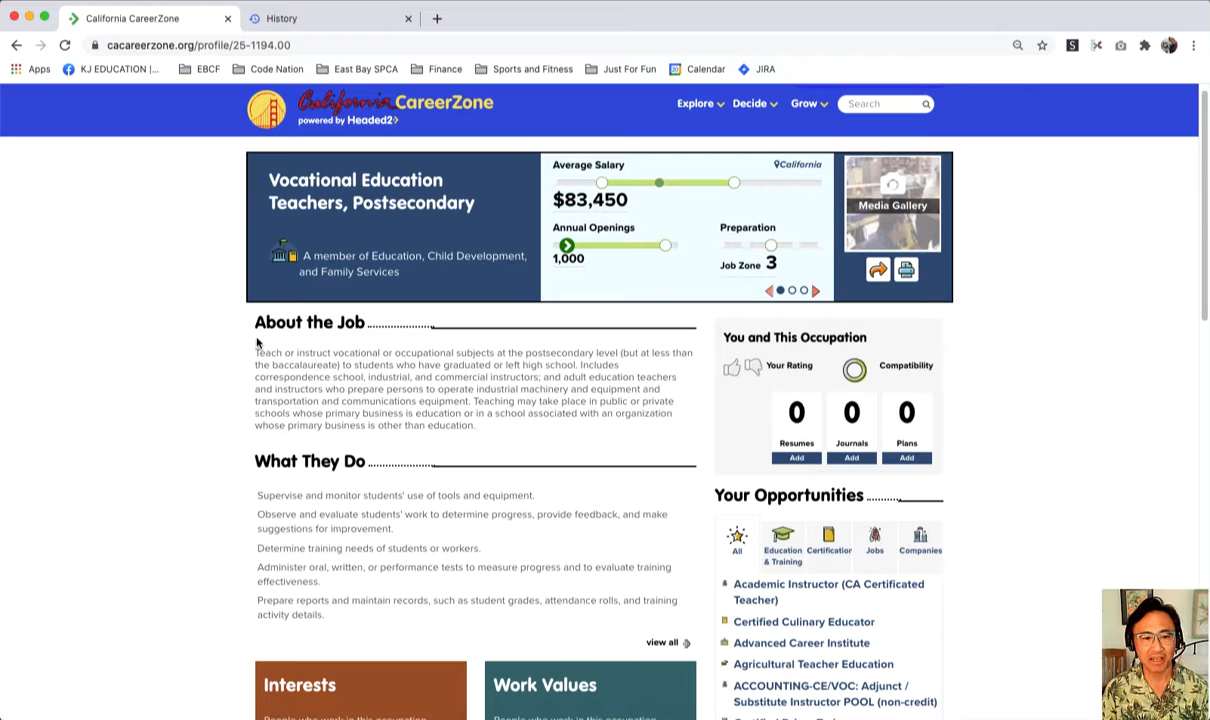 California CareerZone
History
cacareerzone.org/profile/25-1194.00
Apps
KJ EDUCATION |...
EBCF
Code Nation
East Bay SPCA
Finance
Sports and Fitness
Just For Fun
Calendar
JIRA
California CareerZone
powered by Headed2
Explore
Decide
Grow
Search
Vocational Education
Teachers, Postsecondary
A member of Education, Child Development,
and Family Services
Average Salary
California
$83,450
Annual Openings
1,000
Preparation
Job Zone 3
Media Gallery
About the Job
Teach or instruct vocational or occupational subjects at the postsecondary level (but at less than
the baccalaureate) to students who have graduated or left high school. Includes
correspondence school, industrial, and commercial instructors; and adult education teachers
and instructors who prepare persons to operate industrial machinery and equipment and
transportation and communications equipment. Teaching may take place in public or private
schools whose primary business is education or in a school associated with an organization
whose primary business is other than education.
What They Do
Supervise and monitor students' use of tools and equipment.
Observe and evaluate students' work to determine progress, provide feedback, and make
suggestions for improvement.
Determine training needs of students or workers.
Administer oral, written, or performance tests to measure progress and to evaluate training
effectiveness.
Prepare reports and maintain records, such as student grades, attendance rolls, and training
activity details.
view all
Interests
Work Values
You and This Occupation
Your Rating
Compatibility
0 0 0
Resumes Journals Plans
Add Add Add
Your Opportunities
All
Education
& Training
Certification
Jobs
Companies
Academic Instructor (CA Certificated
Teacher)
Certified Culinary Educator
Advanced Career Institute
Agricultural Teacher Education
ACCOUNTING-CE/VOC: Adjunct /
Substitute Instructor POOL (non-credit)